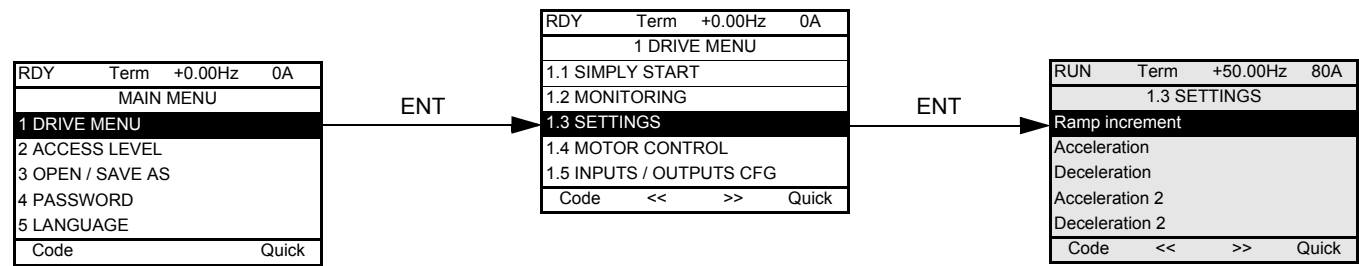 RDY Term +0.00Hz 0A
MAIN MENU
1 DRIVE MENU
2 ACCESS LEVEL
3 OPEN / SAVE AS
4 PASSWORD
5 LANGUAGE
Code Quick
ENT
RDY Term +0.00Hz 0A
1 DRIVE MENU
1.1 SIMPLY START
1.2 MONITORING
1.3 SETTINGS
1.4 MOTOR CONTROL
1.5 INPUTS / OUTPUTS CFG
Code << >> Quick
ENT
RUN Term +50.00Hz 80A
1.3 SETTINGS
Ramp increment
Acceleration
Deceleration
Acceleration 2
Deceleration 2
Code << >> Quick